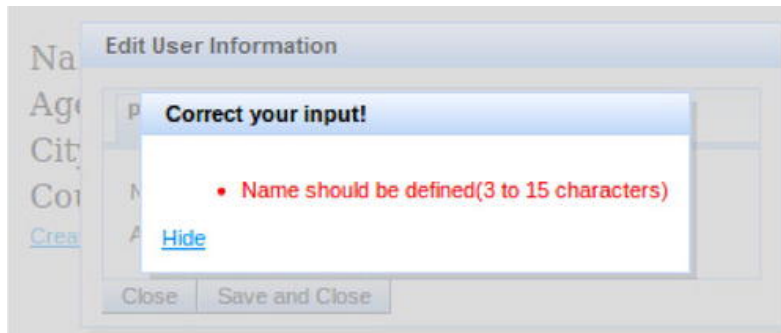 Edit User Information
Correct your input!
Name should be defined(3 to 15 characters)
Hide
Close
Save and Close